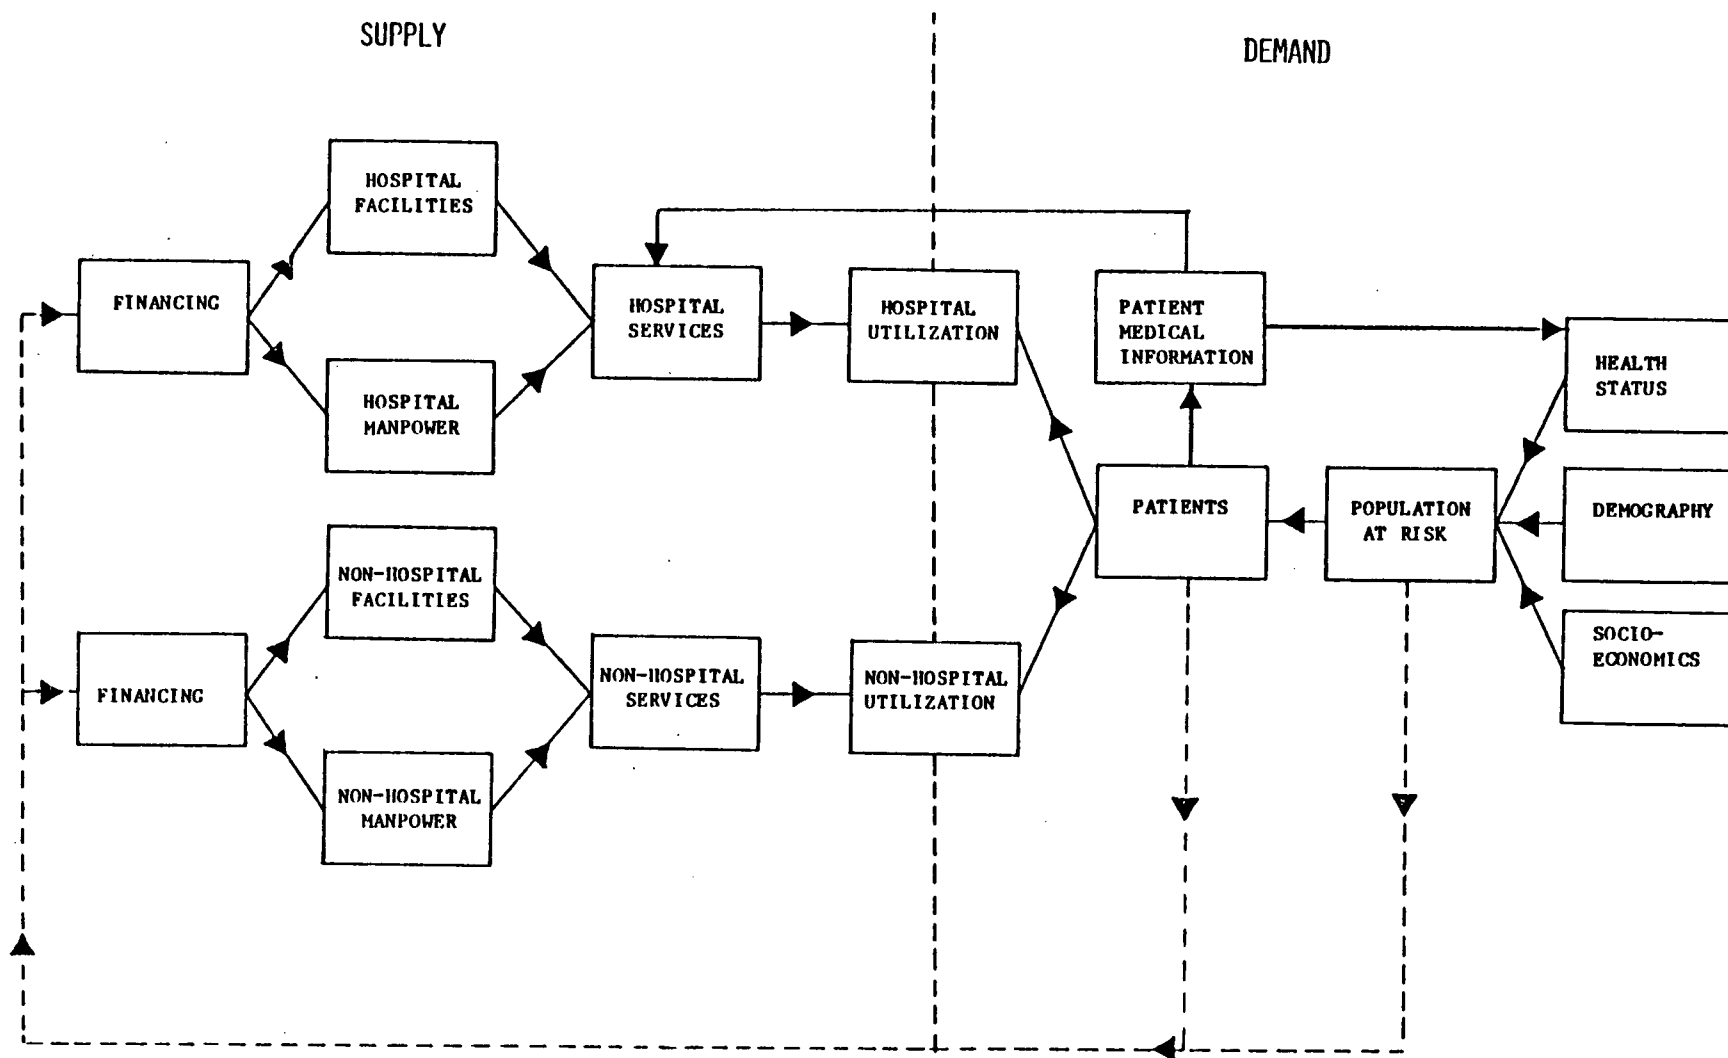 SUPPLY
DEMAND
HOSPITAL
FACILITIES
FINANCING
HOSPITAL
SERVICES
HOSPITAL
UTILIZATION
PATIENT
MEDICAL
INFORMATION
HEALTH
STATUS
HOSPITAL
MANPOWER
PATIENTS
POPULATION
AT RISK
DEMOGRAPHY
NON-HOSPITAL
FACILITIES
FINANCING
NON-HOSPITAL
SERVICES
NON-HOSPITAL
UTILIZATION
SOCIO-
ECONOMICS
NON-HOSPITAL
MANPOWER